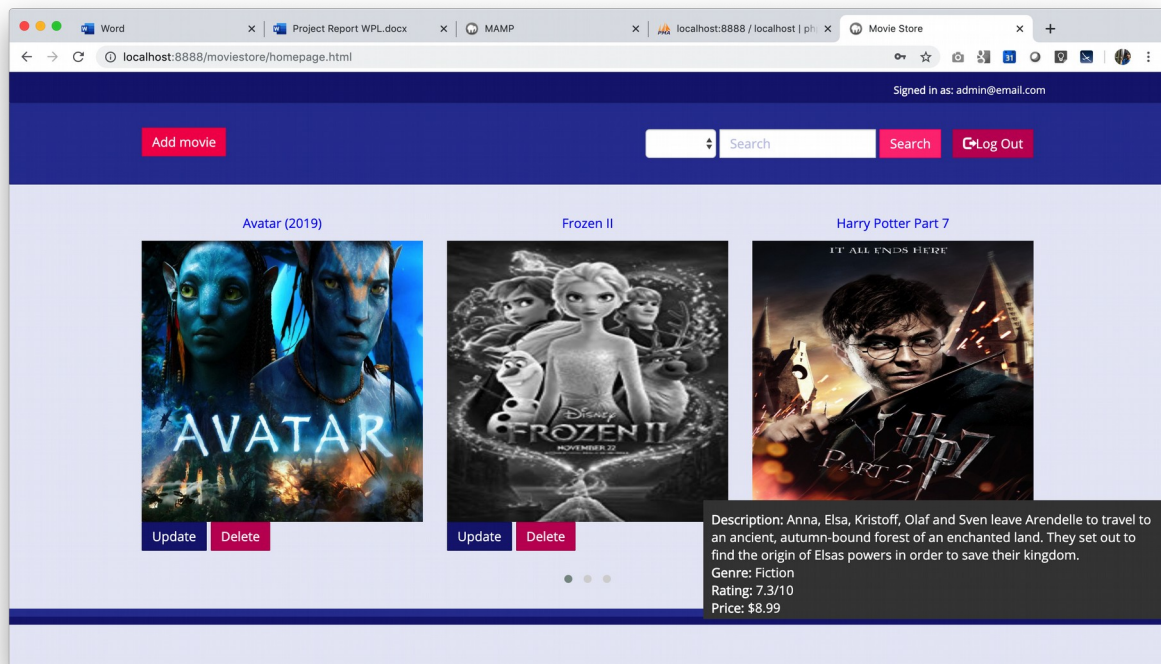 Word
Project Report WPL.docx
MAMP
localhost:8888 / localhost | ph
Movie Store
localhost:8888/moviestore/homepage.html
31
Signed in as: admin@email.com
Add movie
Search
Search
Log Out
Avatar (2019)
Frozen II
Harry Potter Part 7
AVATAR
Disney
FROZEN II
NOVEMBER 22
IT ALL ENDS HERE
HP7
PART 2
Update
Delete
Update
Delete
Description: Anna, Elsa, Kristoff, Olaf and Sven leave Arendelle to travel to
an ancient, autumn-bound forest of an enchanted land. They set out to
find the origin of Elsas powers in order to save their kingdom.
Genre: Fiction
Rating: 7.3/10
Price: $8.99